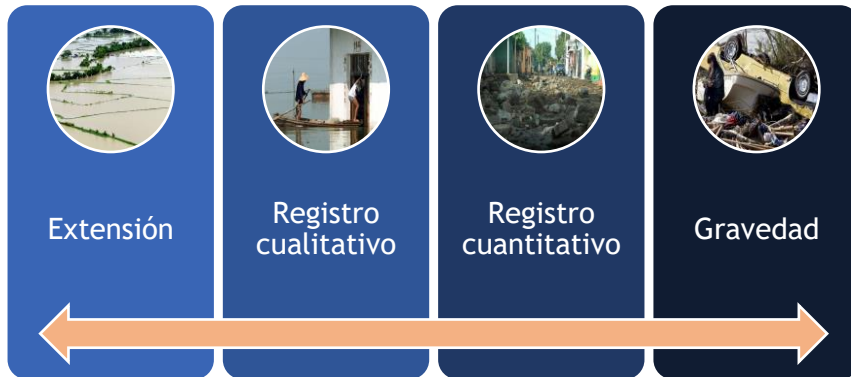 Extensión
Registro
cualitativo
Registro
cuantitativo
Gravedad